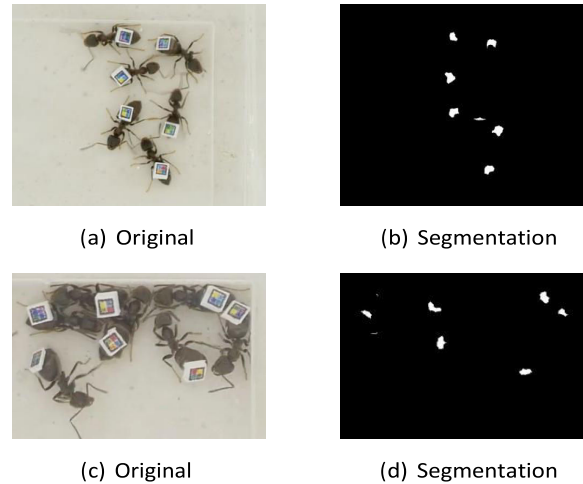 (a) Original
(b) Segmentation
(c) Original
(d) Segmentation